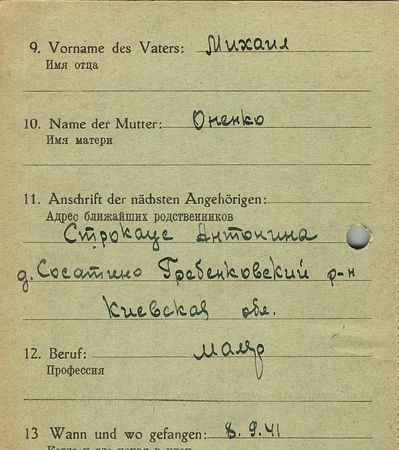 9. Vorname des Vaters: Михаил
Имя отца
10. Name der Mutter: Оненко
Имя матери
11. Anschrift der nächsten Angehörigen:
Адрес ближайших родственников
Антонина
д. Сосатино Гребенковский р-н
Киевская обл.
12. Beruf: маляр
Профессия
13 Wann und wo gefangen: 8.9.41